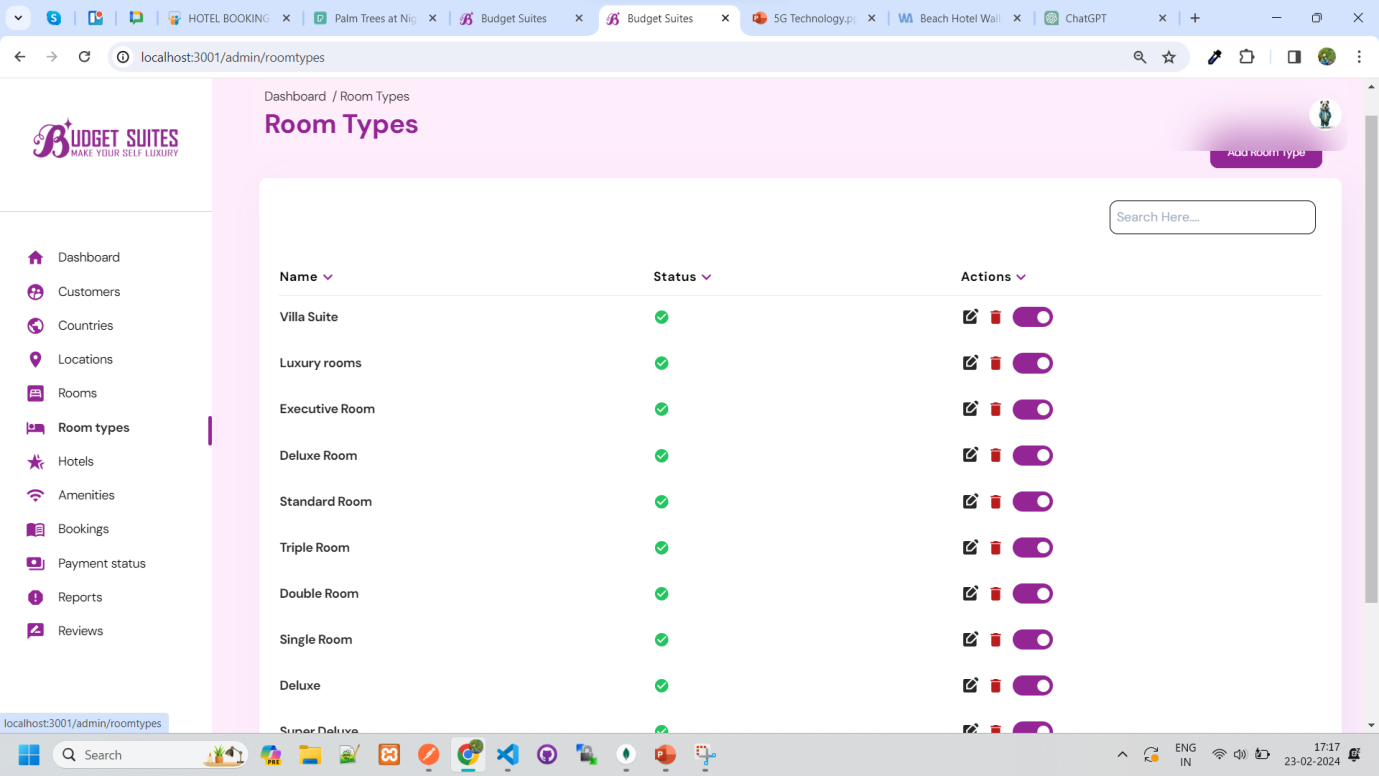 HOTEL BOOKING
Palm Trees at Nig
Budget Suites
Budget Suites
5G Technology.pp
Beach Hotel Wall
ChatGPT
localhost:3001/admin/roomtypes
BUDGET SUITES
MAKE YOUR SELF LUXURY
Dashboard / Room Types
Room Types
Add Room Type
Search Here....
Dashboard
Customers
Countries
Locations
Rooms
Room types
Hotels
Amenities
Bookings
Payment status
Reports
Reviews
Name Status Actions
Villa Suite
Luxury rooms
Executive Room
Deluxe Room
Standard Room
Triple Room
Double Room
Single Room
Deluxe
Super Deluxe
localhost:3001/admin/roomtypes
Search
PRE
ENG
IN
17:17
23-02-2024